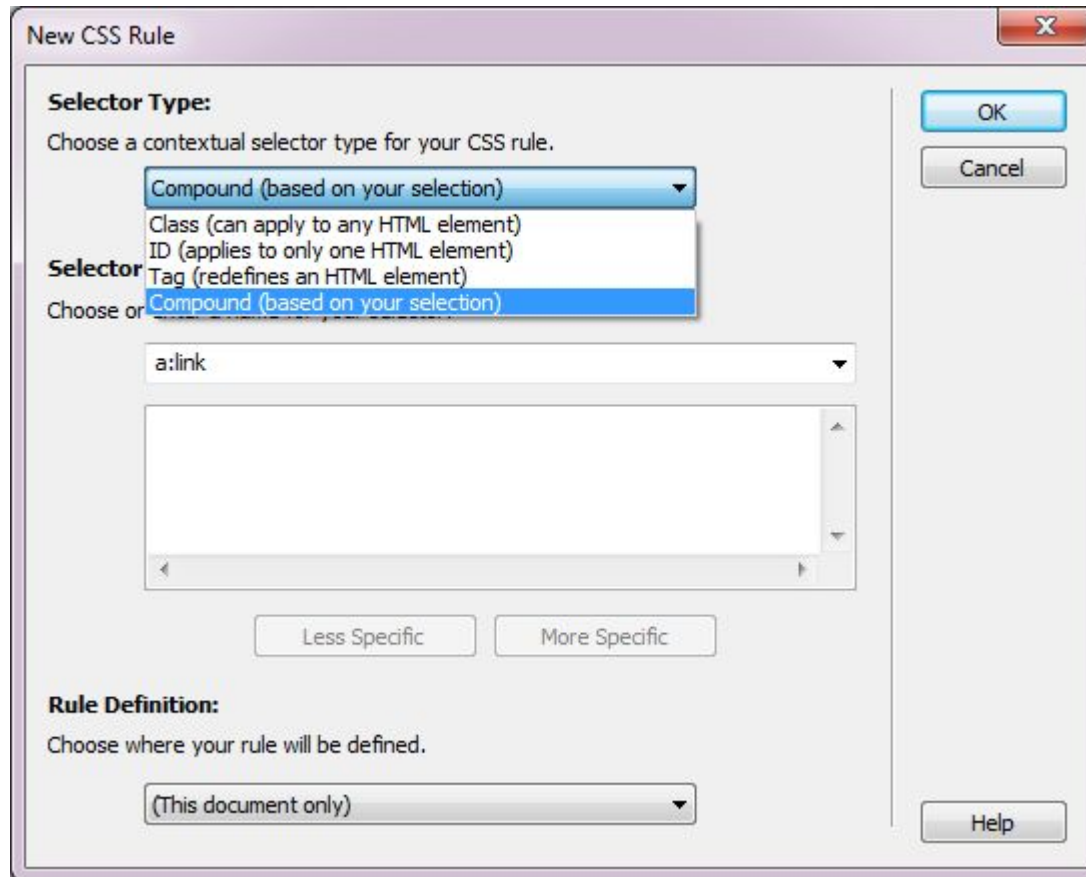 New CSS Rule
Selector Type:
OK
Choose a contextual selector type for your CSS rule.
Cancel
Compound (based on your selection)
Class (can apply to any HTML element)
ID (applies to only one HTML element)
Selector
Tag (redefines an HTML element)
Compound (based on your selection)
Choose or
a:link
Less Specific
More Specific
Rule Definition:
Choose where your rule will be defined.
(This document only)
Help